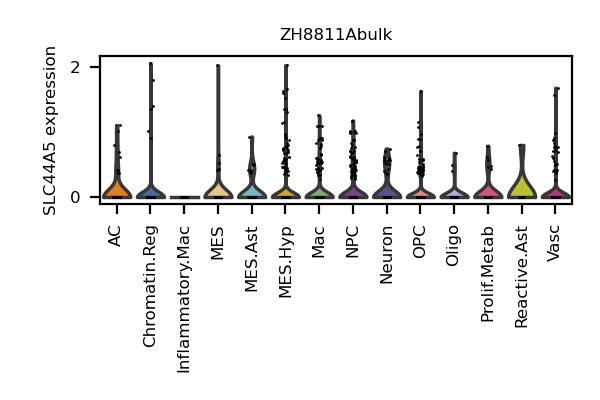 ZH8811Abulk
SLC44A5 expression
2
0
AC
Chromatin.Reg
Inflammatory.Mac
MES
MES.Ast
MES.Hyp
Mac
NPC
Neuron
OPC
Oligo
Prolif.Metab
Reactive.Ast
Vasc